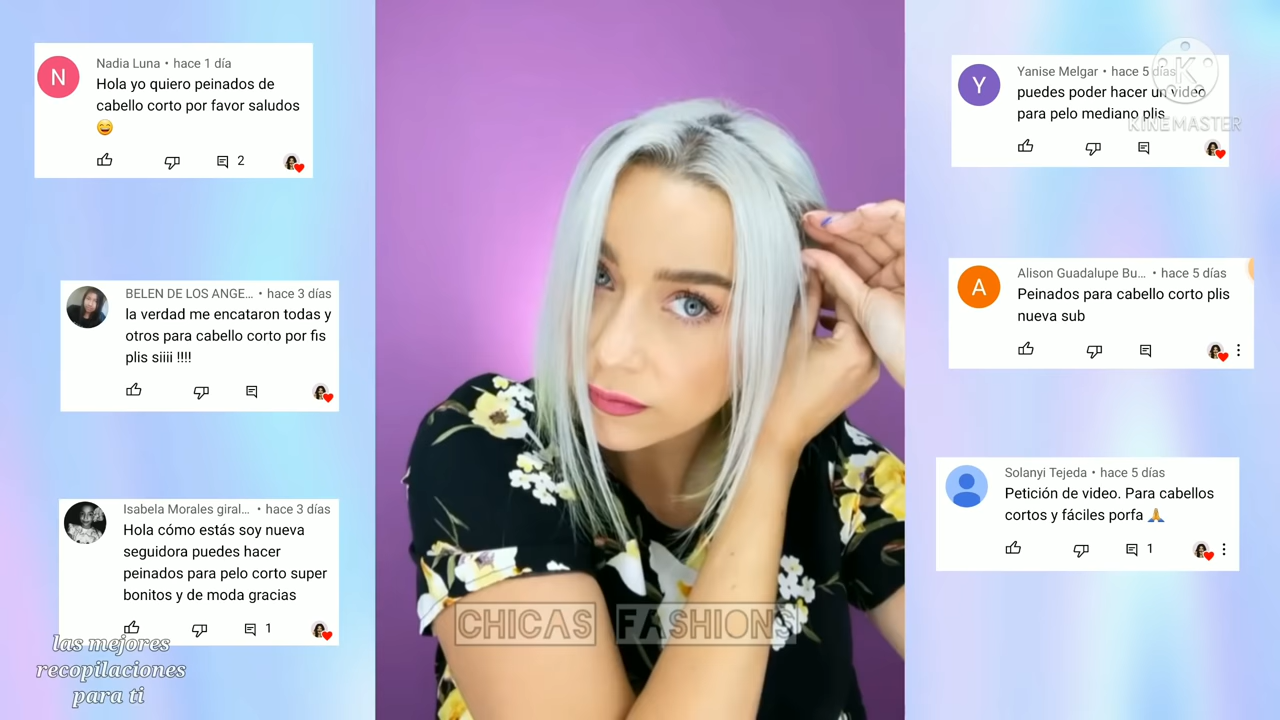 N
Nadia Luna • hace 1 día
Hola yo quiero peinados de
cabello corto por favor saludos
😄
2
BELEN DE LOS ANGE... • hace 3 días
la verdad me encataron todas y
otros para cabello corto por fis
plis siiii !!!!
Isabela Morales giral... • hace 3 días
Hola cómo estás soy nueva
seguidora puedes hacer
peinados para pelo corto super
bonitos y de moda gracias
1
las mejores
recopilaciones
para ti
CHICAS FASHIONS
Y
Yanise Melgar • hace 5 días
puedes poder hacer un video
para pelo mediano plis
K
KINEMASTER
A
Alison Guadalupe Bu... • hace 5 días
Peinados para cabello corto plis
nueva sub
Solanyi Tejeda • hace 5 días
Petición de video. Para cabellos
cortos y fáciles porfa 🙏
1